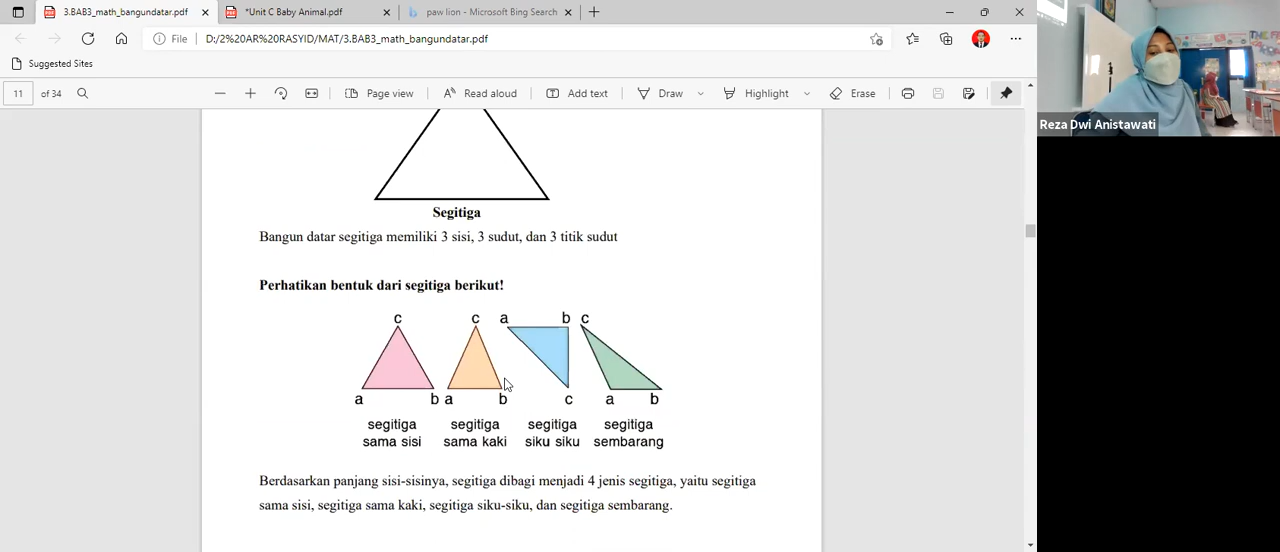 3.BAB3_math_bangundatar.pdf
*Unit C Baby Animal.pdf
paw lion - Microsoft Bing Search
File D:/2%20AR%20RASYID/MAT/3.BAB3_math_bangundatar.pdf
Suggested Sites
11 of 34 Page view Read aloud Add text Draw Highlight Erase
Reza Dwi Anistawati
Segitiga
Bangun datar segitiga memiliki 3 sisi, 3 sudut, dan 3 titik sudut
Perhatikan bentuk dari segitiga berikut!
c c a b c
a b a b c a b
segitiga segitiga segitiga segitiga
sama sisi sama kaki siku siku sembarang
Berdasarkan panjang sisi-sisinya, segitiga dibagi menjadi 4 jenis segitiga, yaitu segitiga
sama sisi, segitiga sama kaki, segitiga siku-siku, dan segitiga sembarang.